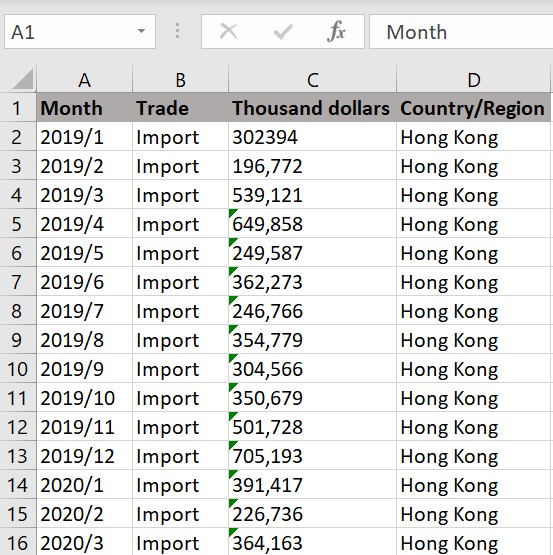 A1 fx Month
A B C D
1 Month Trade Thousand dollars Country/Region
2 2019/1 Import 302394 Hong Kong
3 2019/2 Import 196,772 Hong Kong
4 2019/3 Import 539,121 Hong Kong
5 2019/4 Import 649,858 Hong Kong
6 2019/5 Import 249,587 Hong Kong
7 2019/6 Import 362,273 Hong Kong
8 2019/7 Import 246,766 Hong Kong
9 2019/8 Import 354,779 Hong Kong
10 2019/9 Import 304,566 Hong Kong
11 2019/10 Import 350,679 Hong Kong
12 2019/11 Import 501,728 Hong Kong
13 2019/12 Import 705,193 Hong Kong
14 2020/1 Import 391,417 Hong Kong
15 2020/2 Import 226,736 Hong Kong
16 2020/3 Import 364,163 Hong Kong